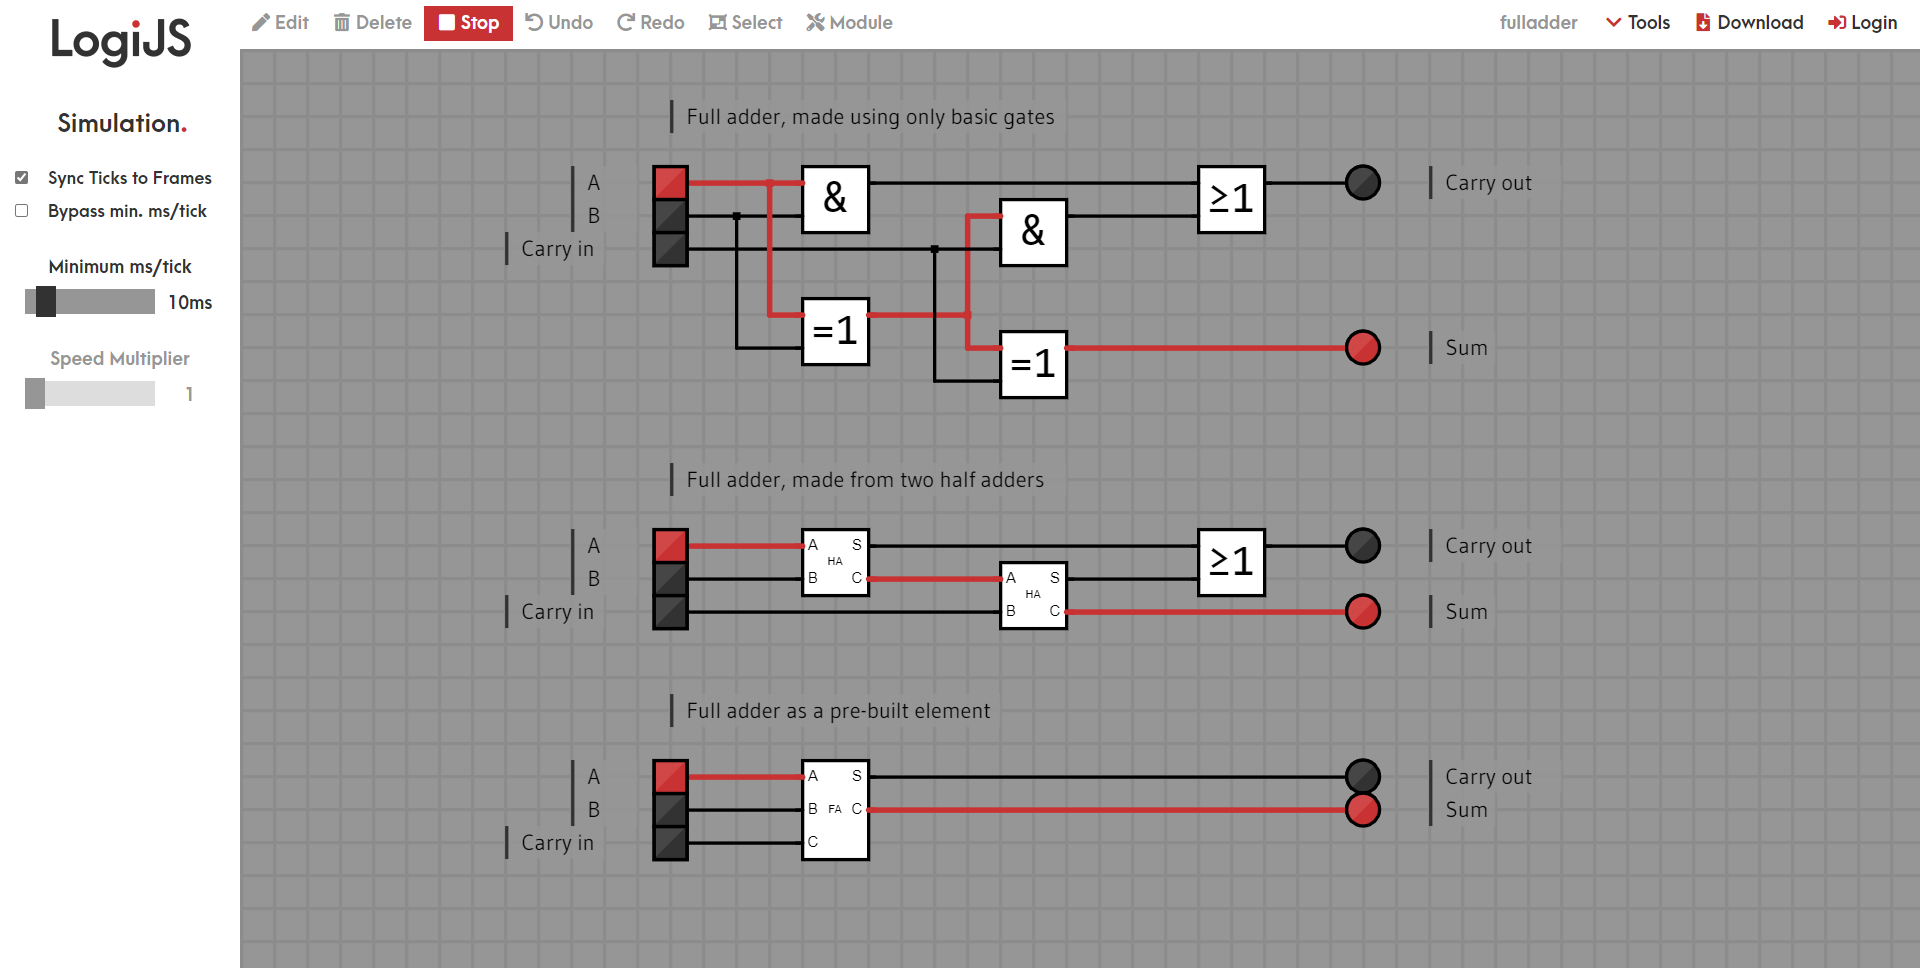 LogiJS
Edit Delete Stop Undo Redo Select Module
fulladder Tools Download Login
Simulation.
Sync Ticks to Frames
Bypass min. ms/tick
Minimum ms/tick
10ms
Speed Multiplier
1
Full adder, made using only basic gates
A
B
Carry in
&
&
=1
=1
≥1
Carry out
Sum
Full adder, made from two half adders
A
B
Carry in
A S
HA
B C
A S
HA
B C
≥1
Carry out
Sum
Full adder as a pre-built element
A
B
Carry in
A S
B FA C
C
Carry out
Sum